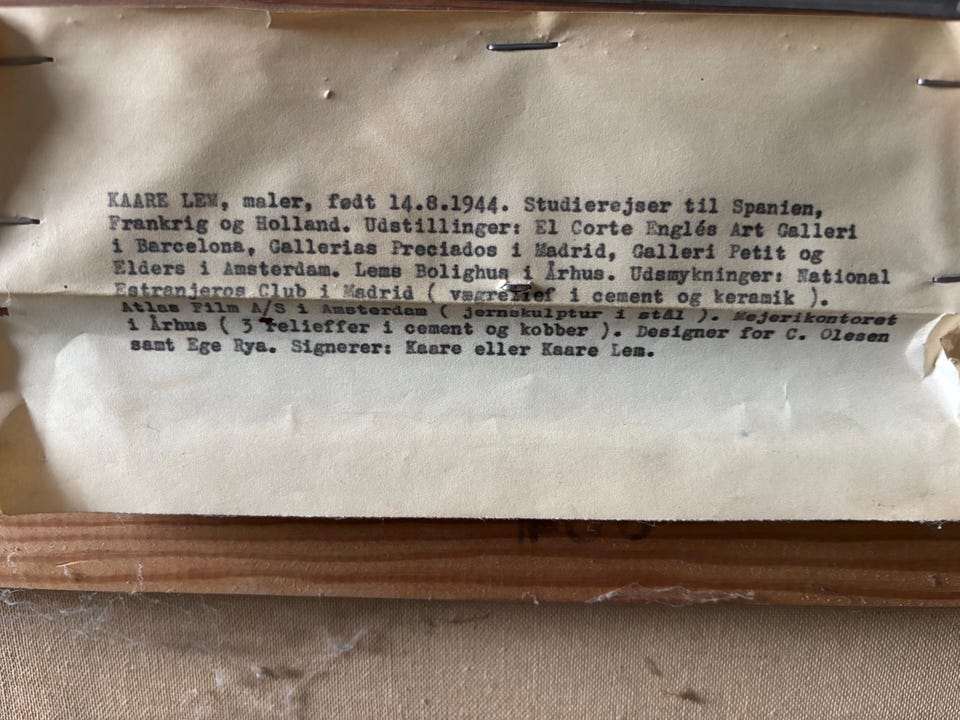 KAARE LEM, maler, født 14.8.1944. Studierejser til Spanien,
Frankrig og Holland. Udstillinger: El Corte Englés Art Galleri
i Barcelona, Gallerias Preciados i Madrid, Galleri Petit og
Elders i Amsterdam. Lems Bolighus i Århus. Udsmykninger: National
Estranjeros Club i Madrid ( vægrelief i cement og keramik ).
Atlas Film A/S i Amsterdam ( jernskulptur i stål ). Mejerikontoret
i Århus ( 3 relieffer i cement og kobber ). Designer for C. Olesen
samt Ege Rya. Signerer: Kaare eller Kaare Lem.